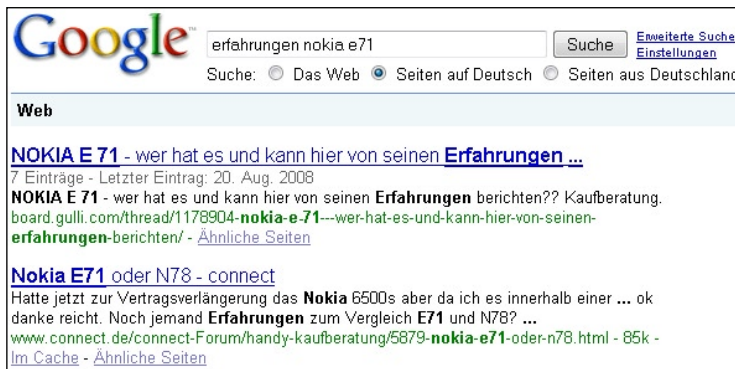 Google™
erfahrungen nokia e71 Suche Erweiterte Suche
Einstellungen
Suche: Das Web Seiten auf Deutsch Seiten aus Deutschland
Web
NOKIA E 71 - wer hat es und kann hier von seinen Erfahrungen ...
7 Einträge - Letzter Eintrag: 20. Aug. 2008
NOKIA E 71 - wer hat es und kann hier von seinen Erfahrungen berichten?? Kaufberatung.
board.gulli.com/thread/1178904-nokia-e-71---wer-hat-es-und-kann-hier-von-seinen-
erfahrungen-berichten/ - Ähnliche Seiten
Nokia E71 oder N78 - connect
Hatte jetzt zur Vertragsverlängerung das Nokia 6500s aber da ich es innerhalb einer ... ok
danke reicht. Noch jemand Erfahrungen zum Vergleich E71 und N78? ...
www.connect.de/connect-Forum/handy-kaufberatung/5879-nokia-e71-oder-n78.html - 85k -
Im Cache - Ähnliche Seiten